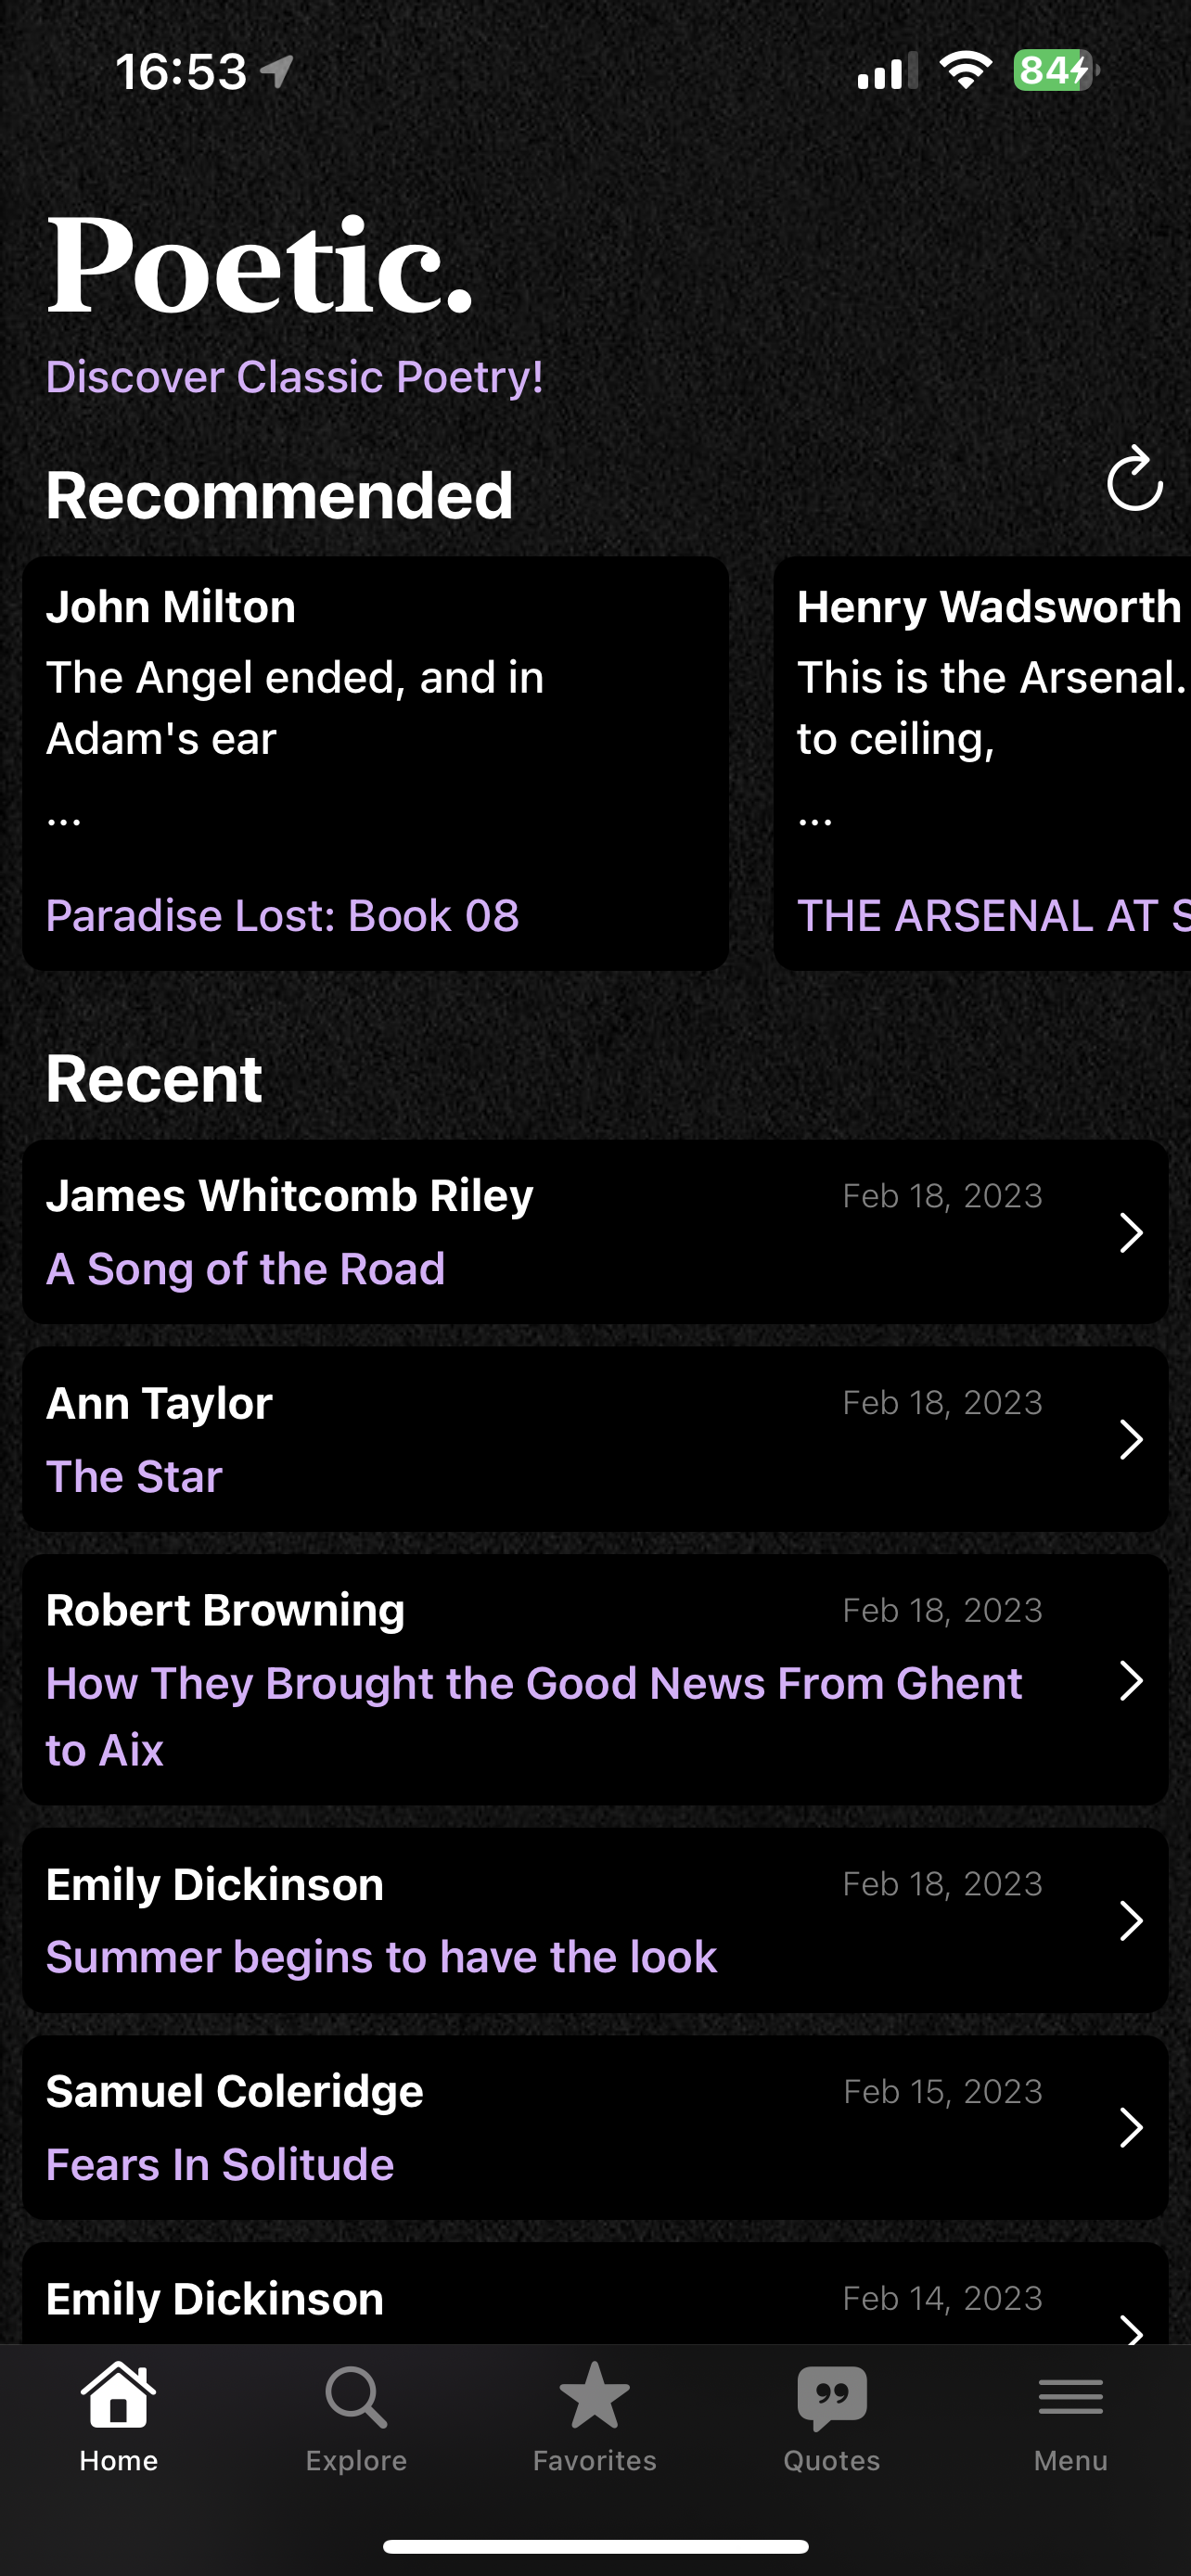 16:53
84
Poetic.
Discover Classic Poetry!
Recommended
John Milton
The Angel ended, and in
Adam's ear
...
Paradise Lost: Book 08
Henry Wadsworth
This is the Arsenal.
to ceiling,
...
THE ARSENAL AT S
Recent
James Whitcomb Riley
Feb 18, 2023
A Song of the Road
Ann Taylor
Feb 18, 2023
The Star
Robert Browning
Feb 18, 2023
How They Brought the Good News From Ghent
to Aix
Emily Dickinson
Feb 18, 2023
Summer begins to have the look
Samuel Coleridge
Feb 15, 2023
Fears In Solitude
Emily Dickinson
Feb 14, 2023
Home
Explore
Favorites
Quotes
Menu